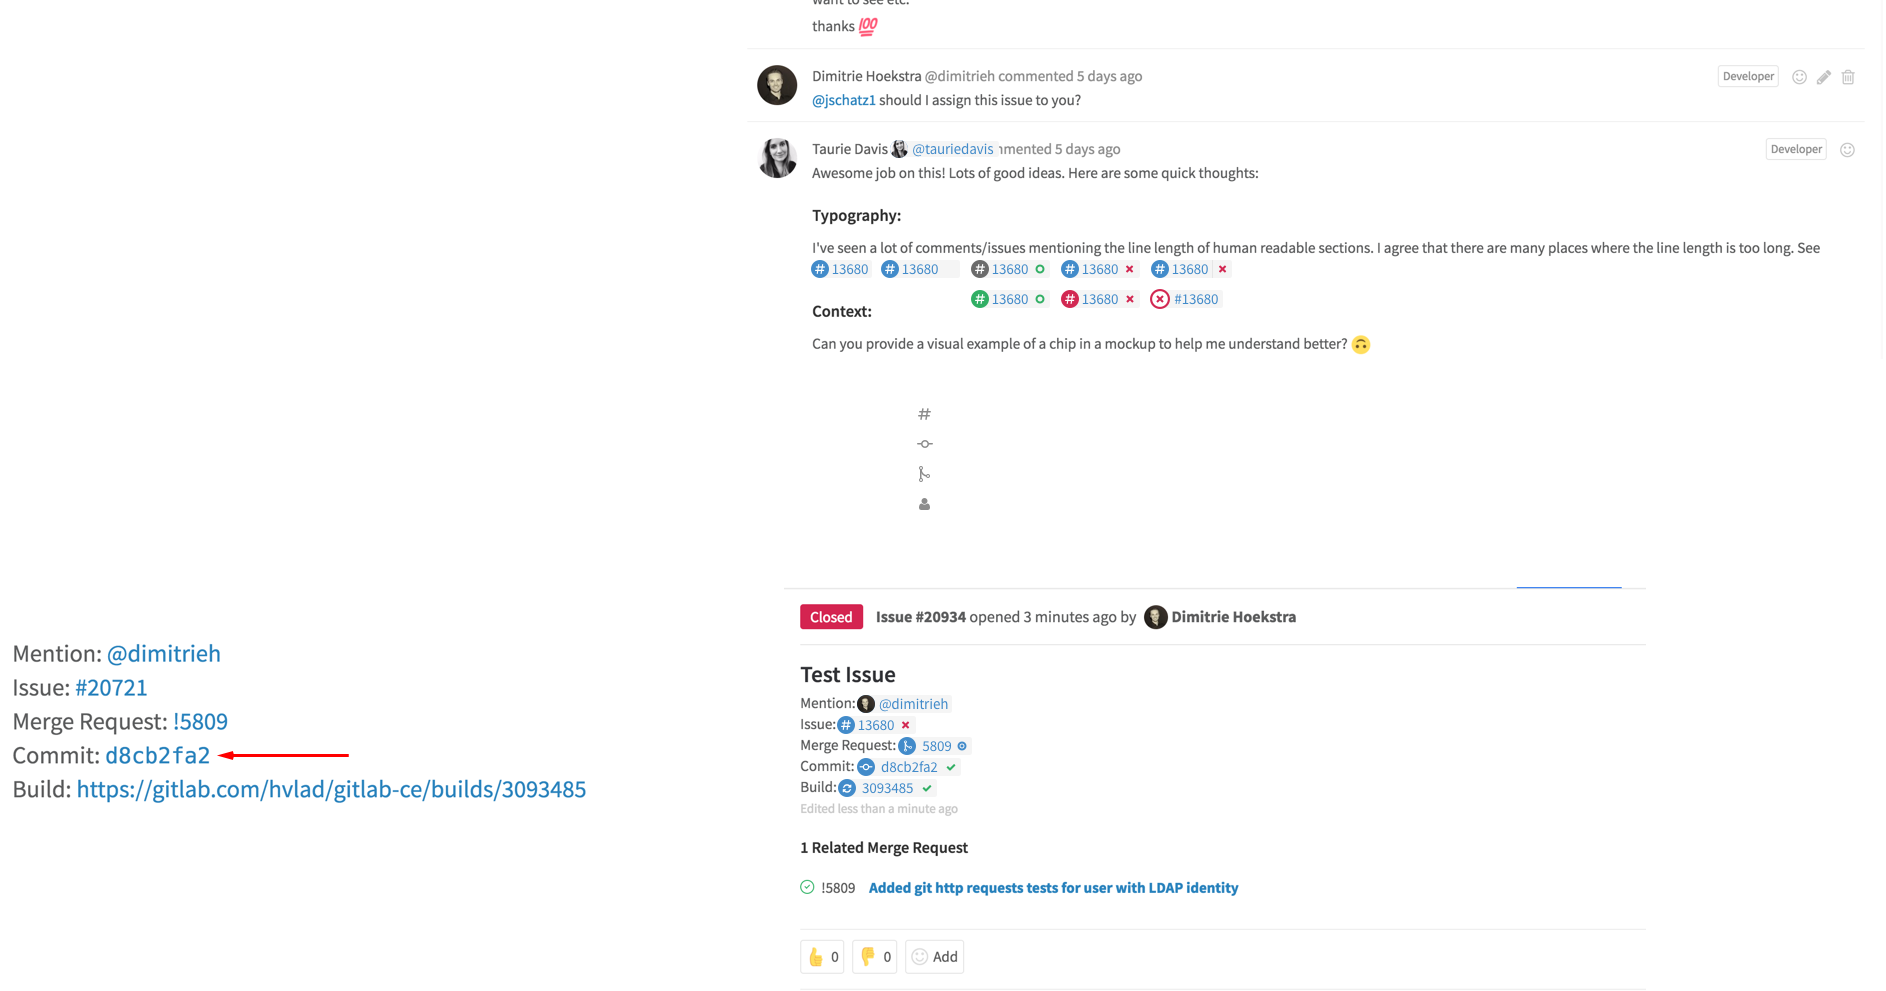 want to see etc.
thanks 💯
Dimitrie Hoekstra @dimitrieh commented 5 days ago
Developer
@jschatz1 should I assign this issue to you?
Taurie Davis @tauriedavis mented 5 days ago
Developer
Awesome job on this! Lots of good ideas. Here are some quick thoughts:
Typography:
I've seen a lot of comments/issues mentioning the line length of human readable sections. I agree that there are many places where the line length is too long. See
# 13680 # 13680 # 13680 # 13680 # 13680
# 13680 # 13680 #13680
Context:
Can you provide a visual example of a chip in a mockup to help me understand better? 🙃
#
Closed Issue #20934 opened 3 minutes ago by Dimitrie Hoekstra
Test Issue
Mention: @dimitrieh
Issue: # 13680
Merge Request: 5809
Commit: d8cb2fa2
Build: 3093485
Edited less than a minute ago
1 Related Merge Request
!5809 Added git http requests tests for user with LDAP identity
👍 0 👎 0 Add
Mention: @dimitrieh
Issue: #20721
Merge Request: !5809
Commit: d8cb2fa2
Build: https://gitlab.com/hvlad/gitlab-ce/builds/3093485